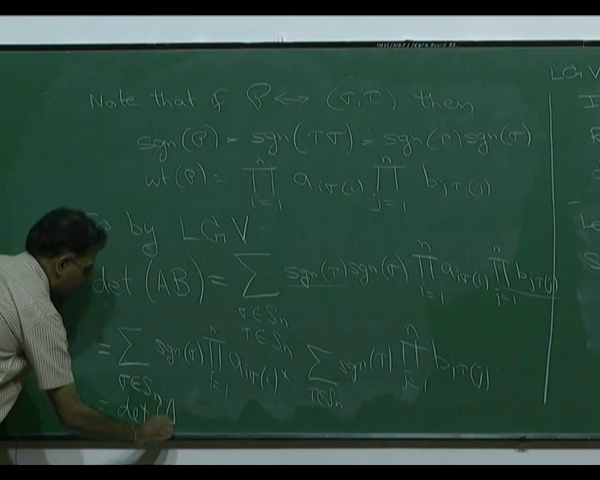 Note that if P ↔ (σ, τ) then
sgn(P) = sgn(τσ) = sgn(τ) sgn(σ)
wt(P) = ∏_{i=1}^{n} a_{iσ(i)} ∏_{j=1}^{n} b_{jτ(j)}
by LGV
det(AB) = ∑_{σ∈S_n τ∈S_n} sgn(τ) sgn(σ) ∏_{i=1}^{n} a_{iσ(i)} ∏_{j=1}^{n} b_{jτ(j)}
= ∑_{σ∈S_n} sgn(σ) ∏_{i=1}^{n} a_{iσ(i)} × ∑_{τ∈S_n} sgn(τ) ∏_{j=1}^{n} b_{jτ(j)}
= det A
LGV